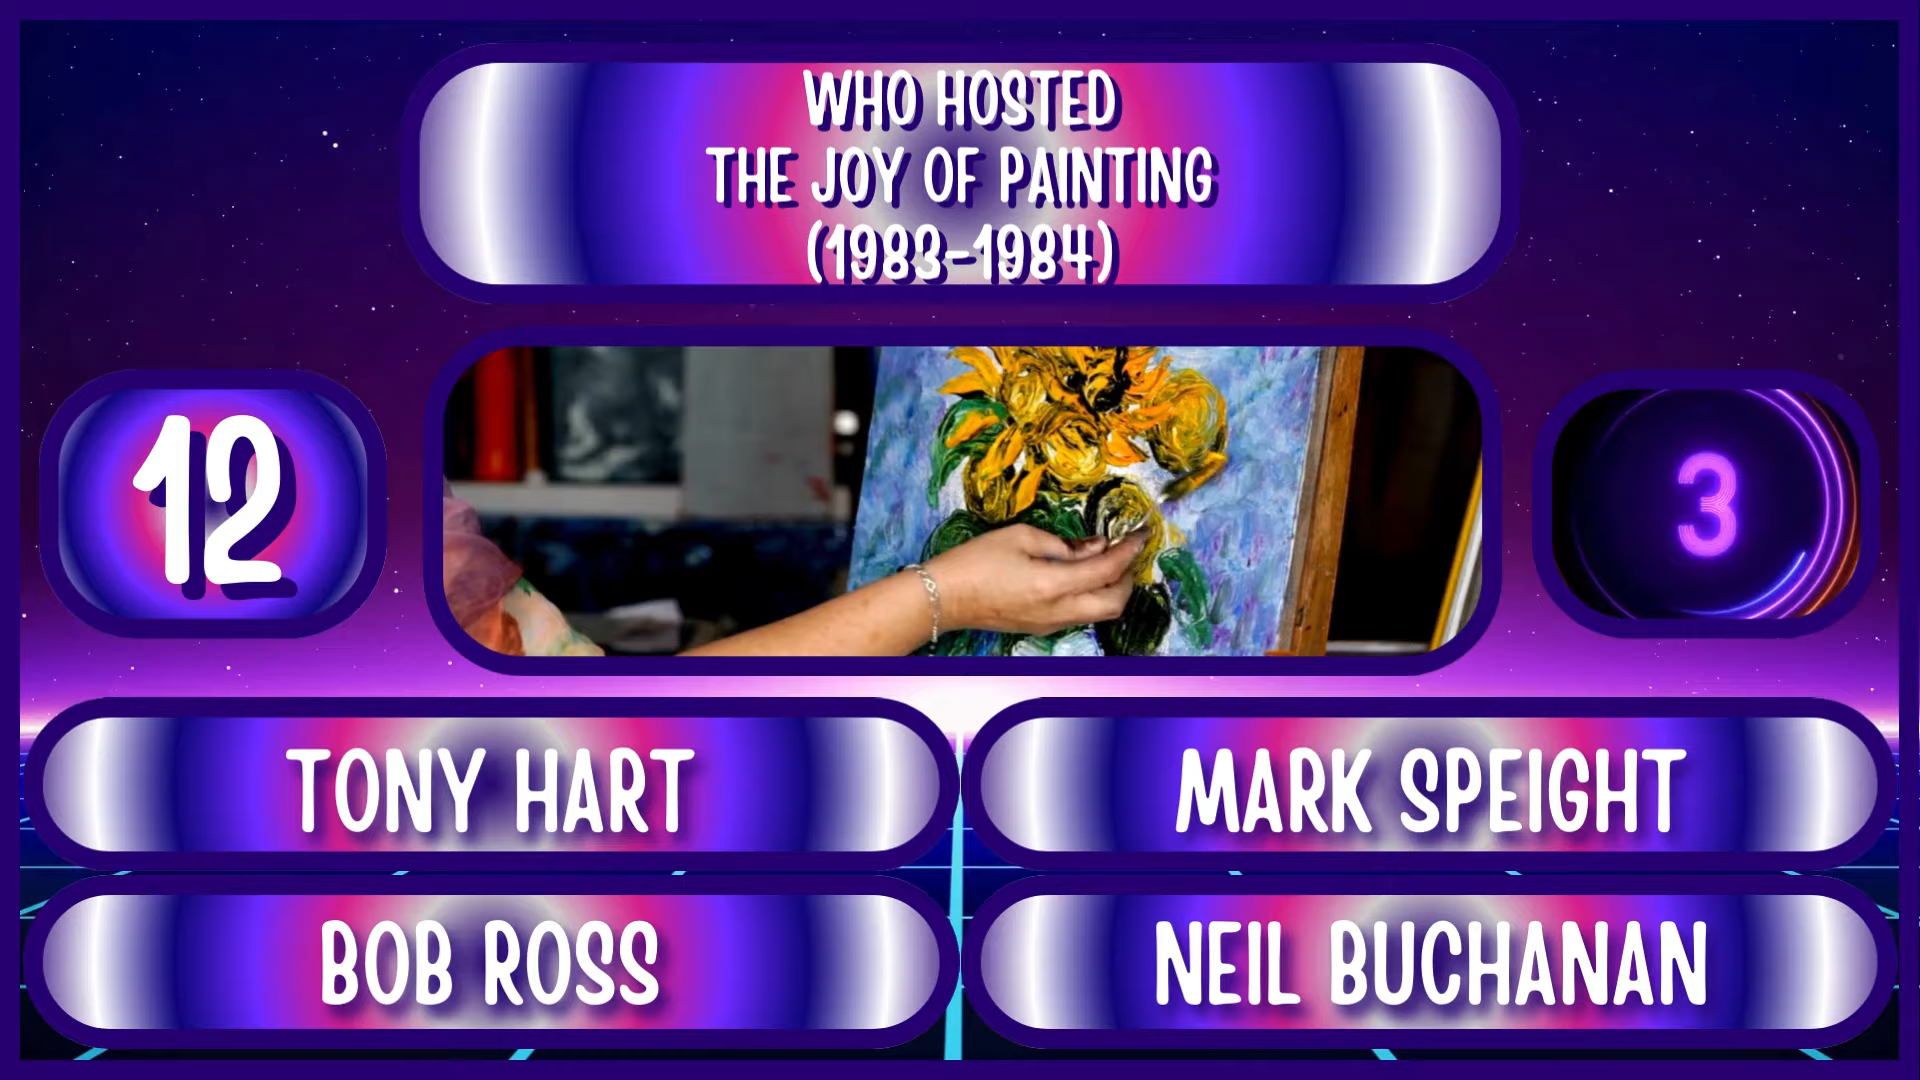 WHO HOSTED
THE JOY OF PAINTING
(1983-1984)
12
3
TONY HART
MARK SPEIGHT
BOB ROSS
NEIL BUCHANAN